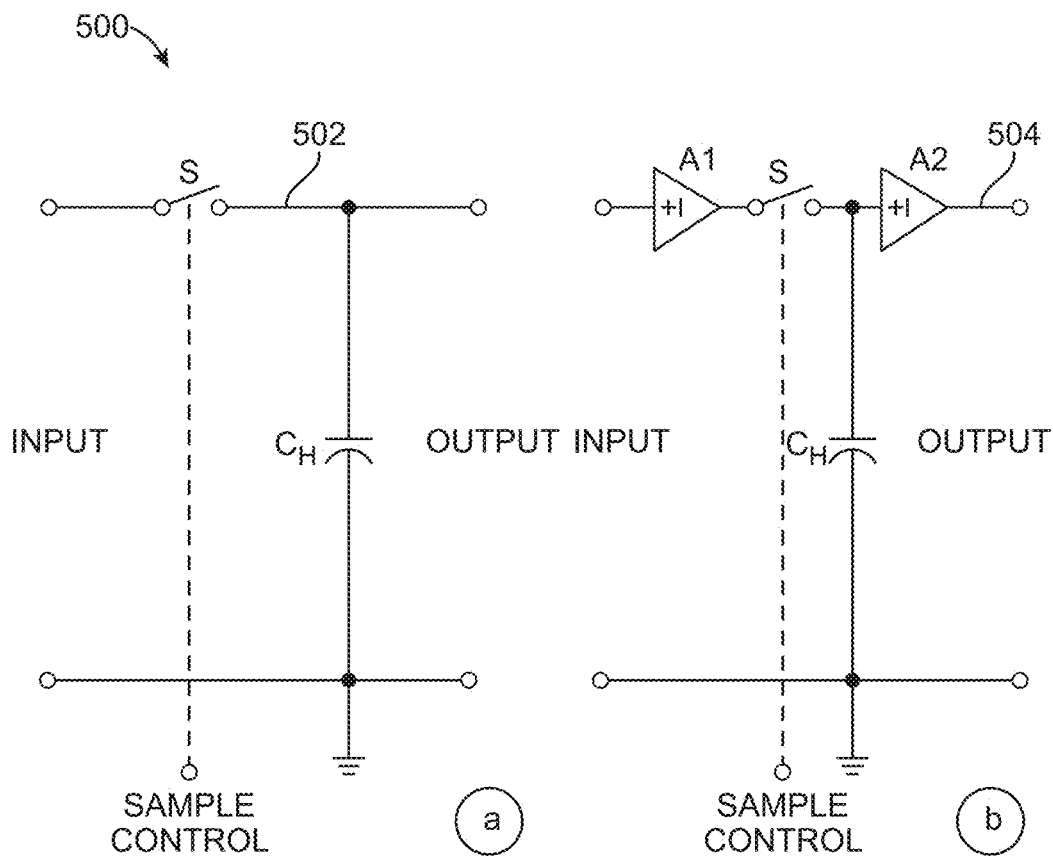 500
502
504
S
A1
S
A2
+I
+I
INPUT
C_H
OUTPUT
INPUT
C_H
OUTPUT
SAMPLE
CONTROL
a
SAMPLE
CONTROL
b